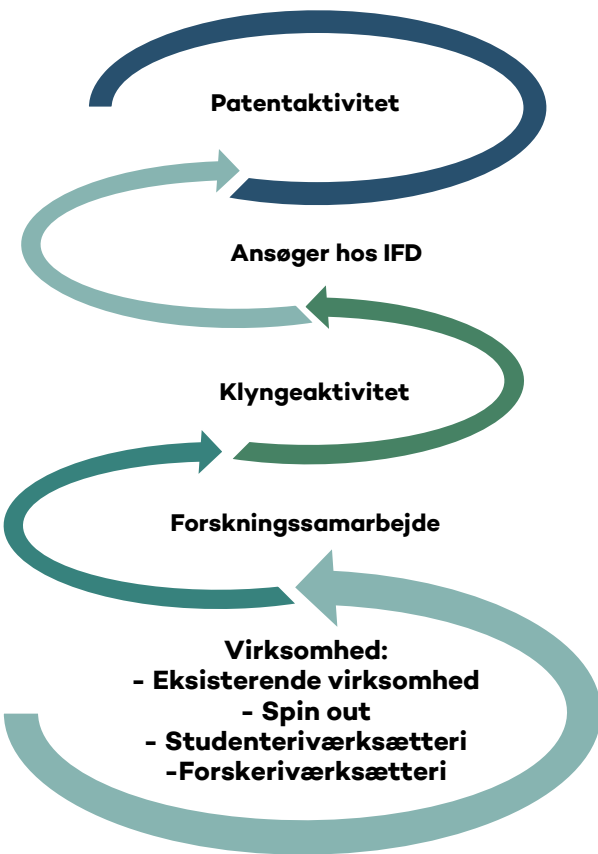 Patentaktivitet
Ansøger hos IFD
Klyngeaktivitet
Forskningssamarbejde
Virksomhed:
- Eksisterende virksomhed
- Spin out
- Studenteriværksætteri
-Forskeriværksætteri